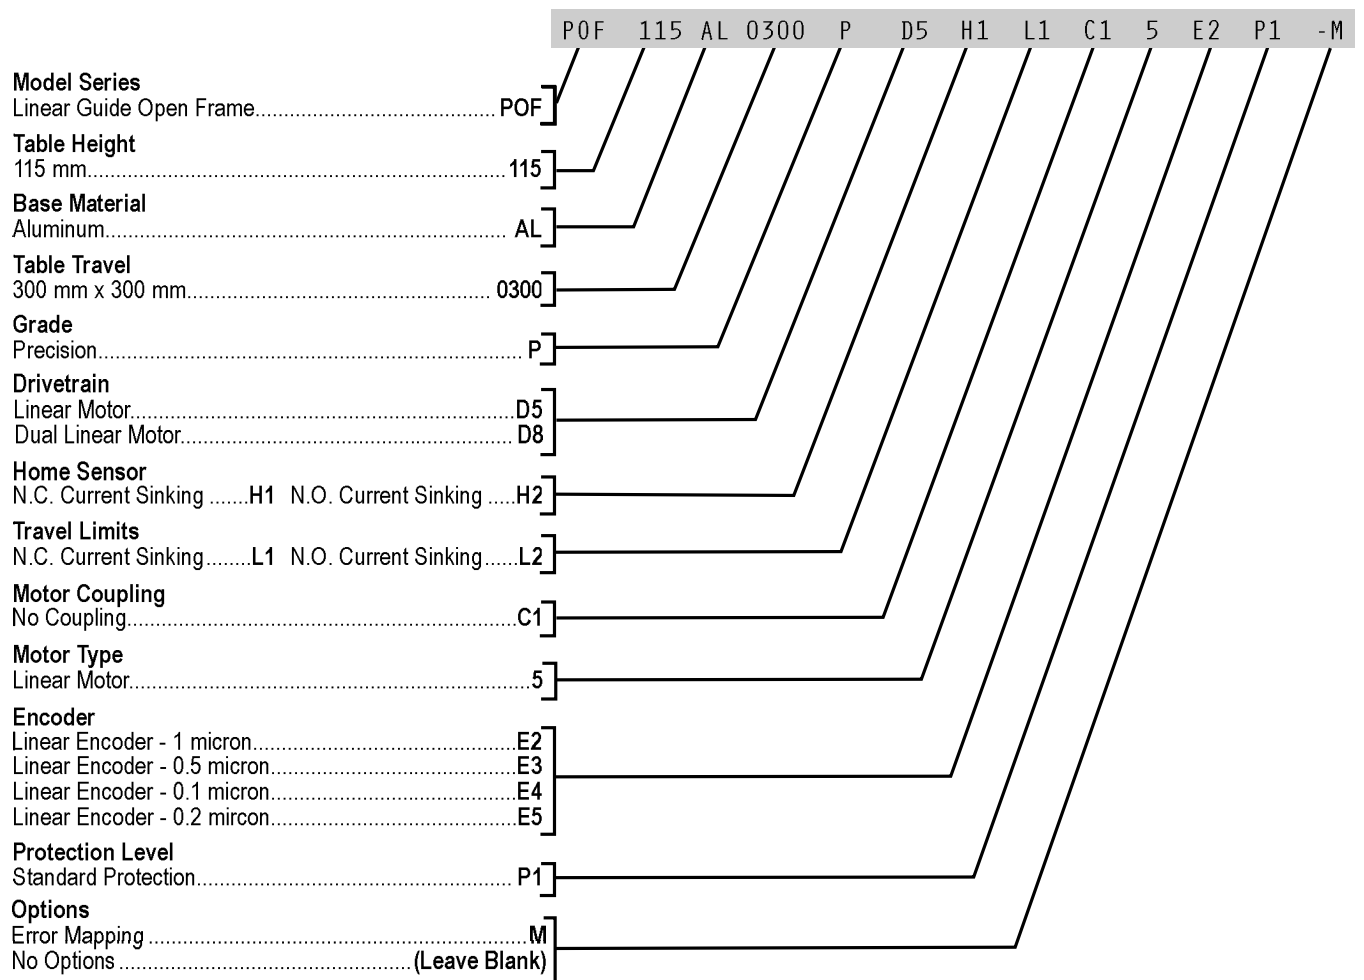 POF 115 AL 0300 P D5 H1 L1 C1 5 E2 P1 -M
Model Series
Linear Guide Open Frame............................................ POF
Table Height
115 mm.............................................................................. 115
Base Material
Aluminum.......................................................................... AL
Table Travel
300 mm x 300 mm....................................................... 0300
Grade
Precision............................................................................. P
Drivetrain
Linear Motor......................................................................D5
Dual Linear Motor............................................................ D8
Home Sensor
N.C. Current Sinking .......H1 N.O. Current Sinking .....H2
Travel Limits
N.C. Current Sinking ........L1 N.O. Current Sinking......L2
Motor Coupling
No Coupling.......................................................................C1
Motor Type
Linear Motor.........................................................................5
Encoder
Linear Encoder - 1 micron................................................E2
Linear Encoder - 0.5 micron.............................................E3
Linear Encoder - 0.1 micron.............................................E4
Linear Encoder - 0.2 mircon.............................................E5
Protection Level
Standard Protection......................................................... P1
Options
Error Mapping ....................................................................M
No Options .....................................................(Leave Blank)